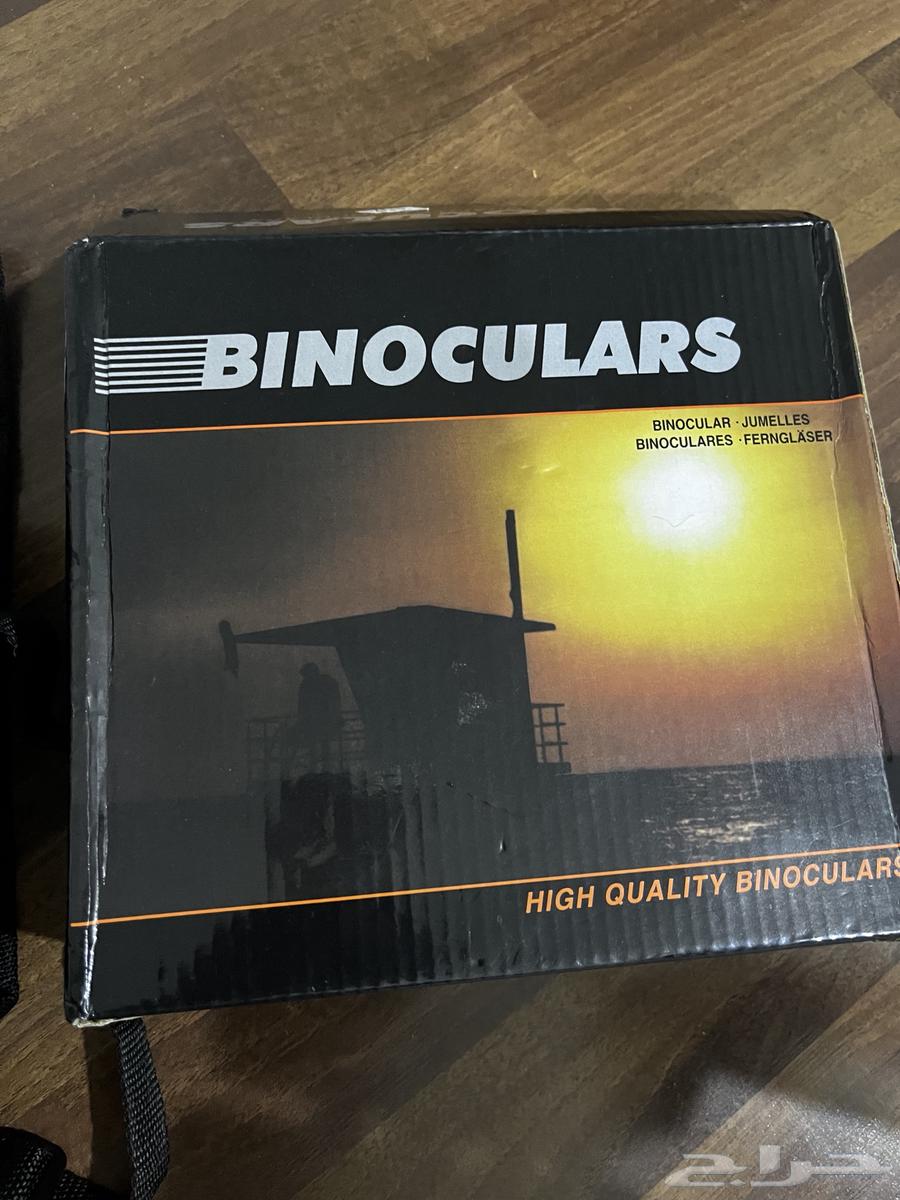 BINOCULARS
BINOCULAR · JUMELLES
BINOCULARES · FERNGLÄSER
HIGH QUALITY BINOCULARS
حراج